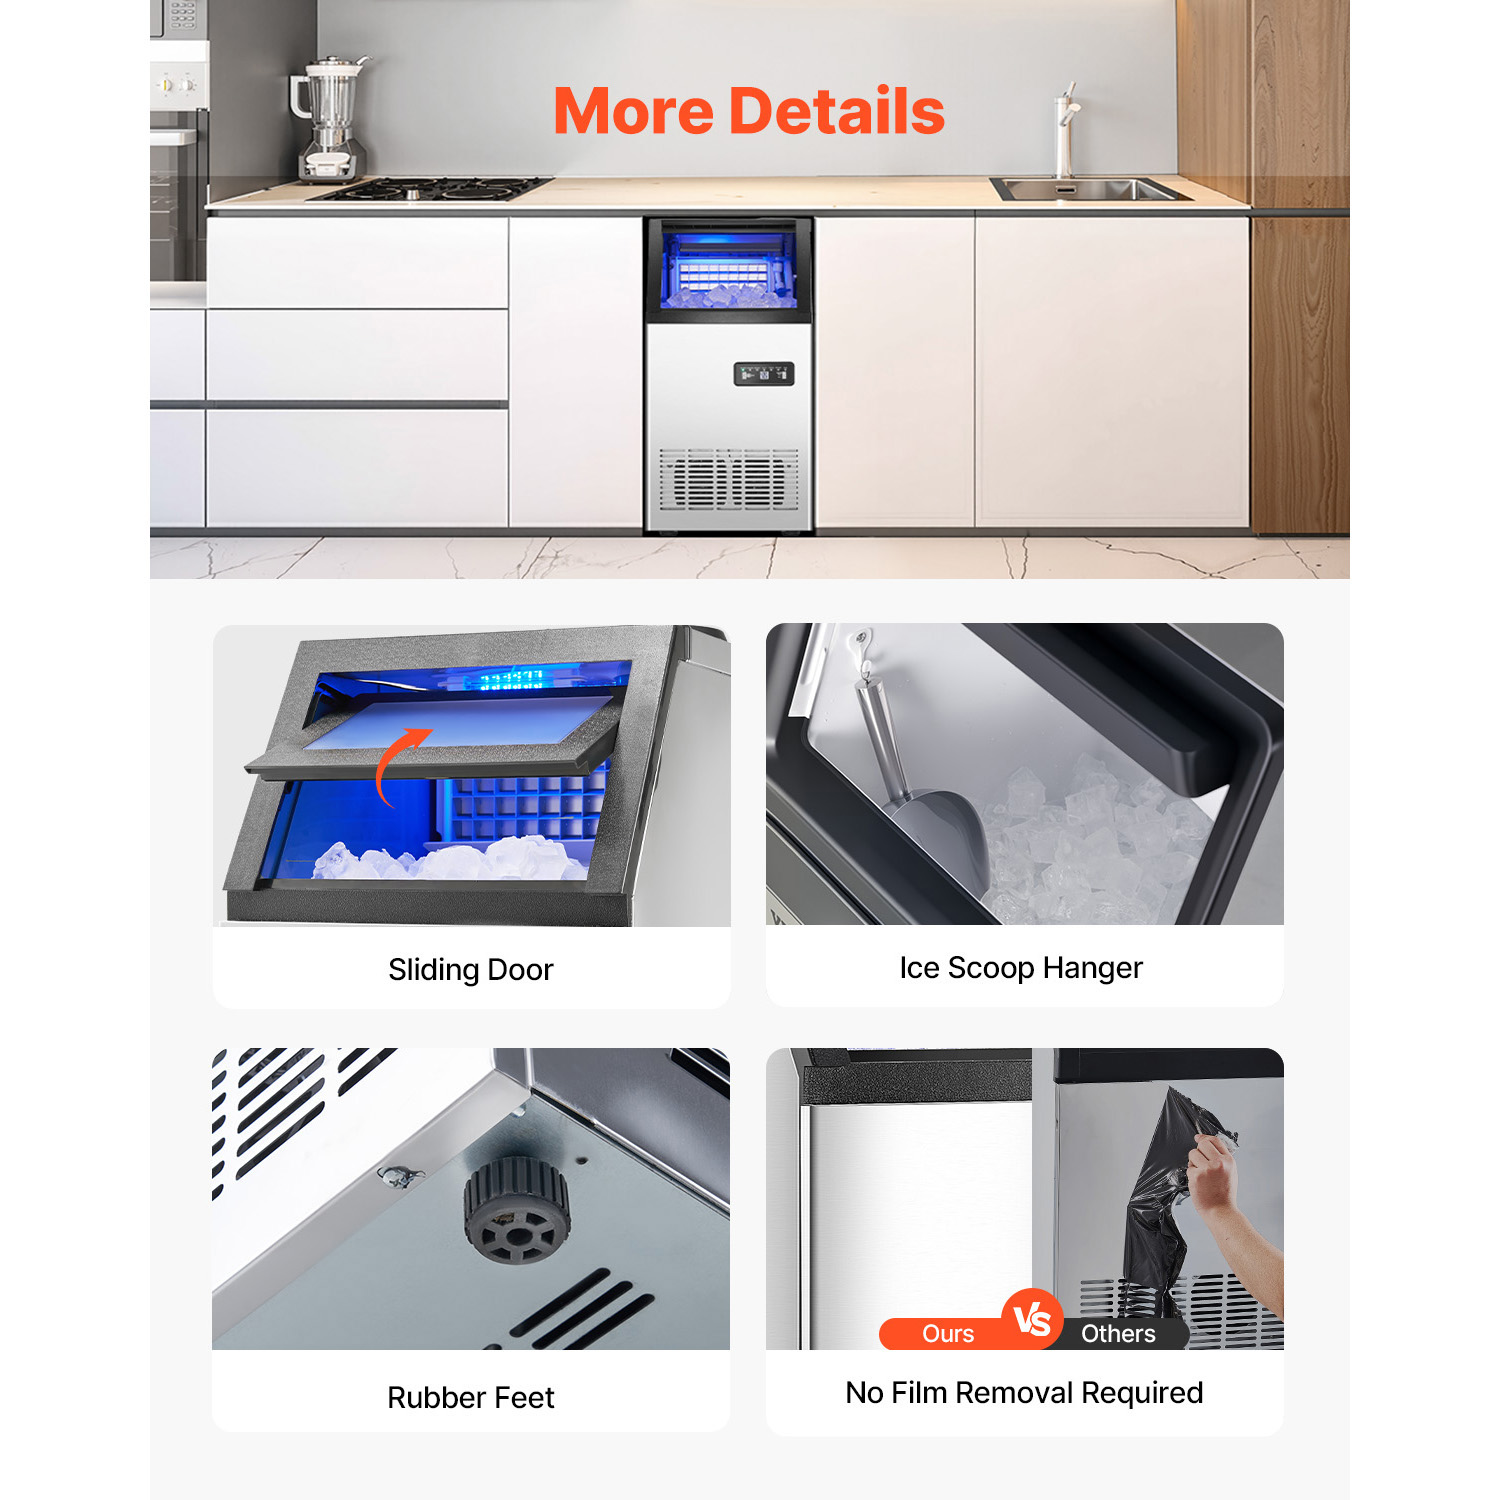 More Details
Sliding Door
Ice Scoop Hanger
Rubber Feet
Ours
VS
Others
No Film Removal Required